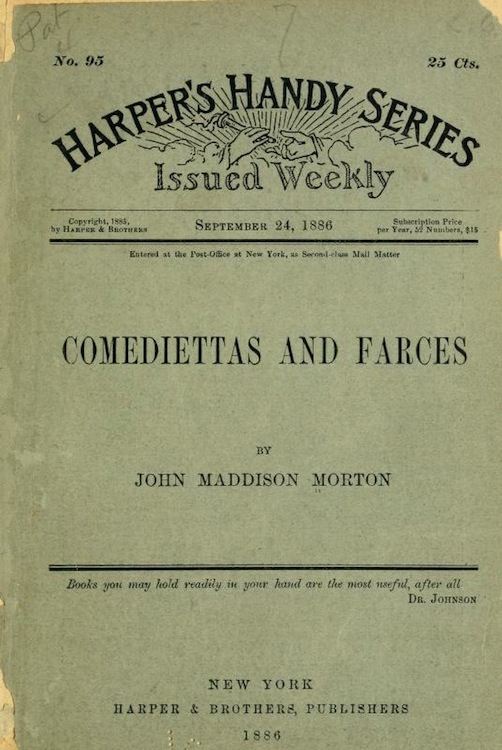 Pat
No. 95
25 Cts.
HARPER'S HANDY SERIES
Issued Weekly
Copyright, 1885,
by HARPER & BROTHERS
SEPTEMBER 24, 1886
Subscription Price
per Year, 52 Numbers, $15
Entered at the Post-Office at New York, as Second-class Mail Matter
COMEDIETTAS AND FARCES
BY
JOHN MADDISON MORTON
Books you may hold readily in your hand are the most useful, after all
DR. JOHNSON
NEW YORK
HARPER & BROTHERS, PUBLISHERS
1886